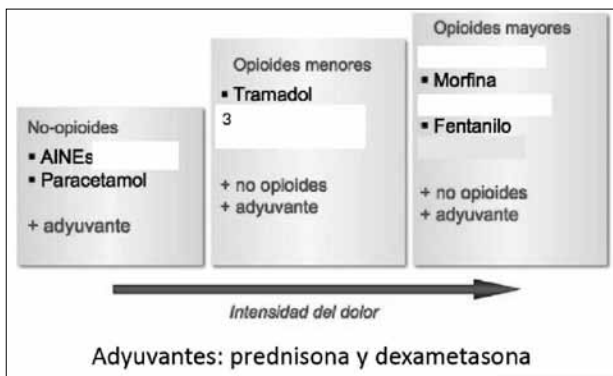 No-opioides
▪ AINEs
▪ Paracetamol
+ adyuvante
Opioides menores
▪ Tramadol
3
+ no opioides
+ adyuvante
Opioides mayores
▪ Morfina
▪ Fentanilo
+ no opioides
+ adyuvante
Intensidad del dolor
Adyuvantes: prednisona y dexametasona